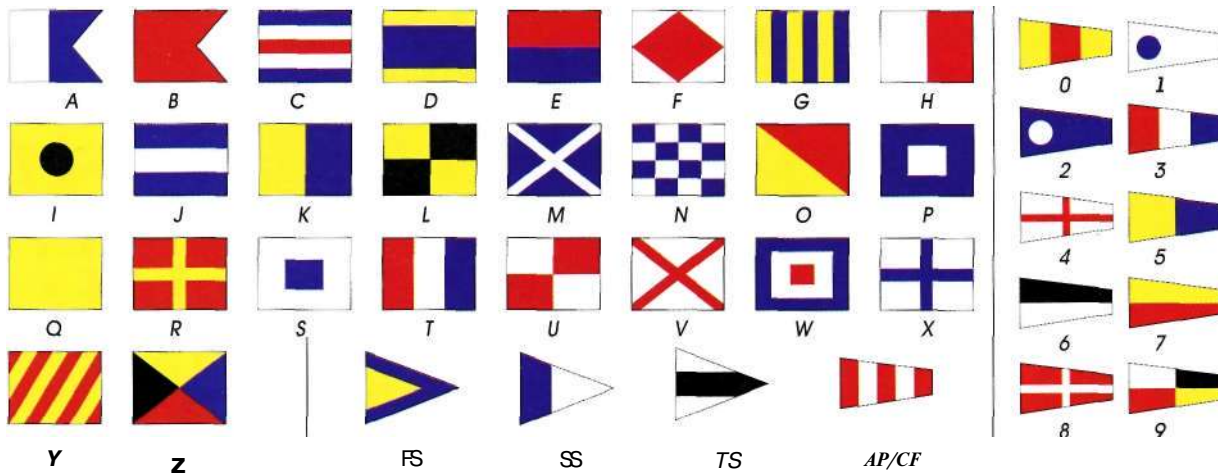 A B C D E F G H 0 1
I J K L M N O P 2 3
4 5
Q R S T U V W X
6 7
8 9
Y Z FS SS TS AP/CF